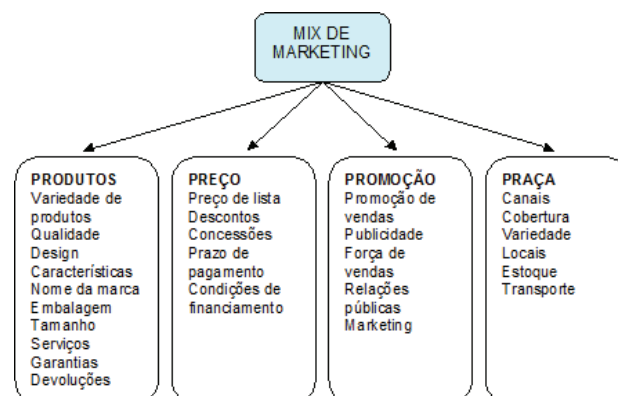 MIX DE
MARKETING
PRODUTOS
Variedade de
produtos
Qualidade
Design
Características
Nome da marca
Embalagem
Tamanho
Serviços
Garantias
Devoluções
PREÇO
Preço de lista
Descontos
Concessões
Prazo de
pagamento
Condições de
financiamento
PROMOÇÃO
Promoção de
vendas
Publicidade
Força de
vendas
Relações
públicas
Marketing
PRAÇA
Canais
Cobertura
Variedade
Locais
Estoque
Transporte